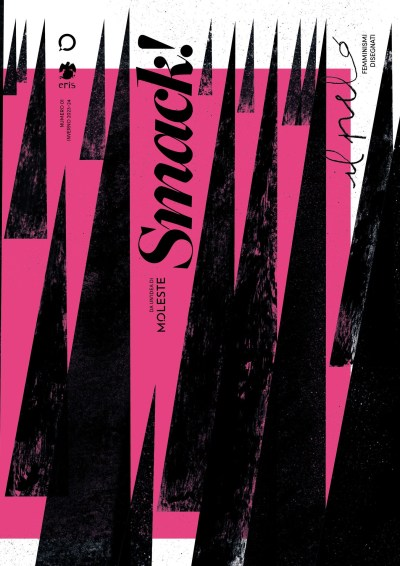 eris
NUMERO 01
INVERNO 2023-24
Smack!
DA UN'IDEA DI
MOLESTE
il pelo
FEMMINISMI
DISEGNATI